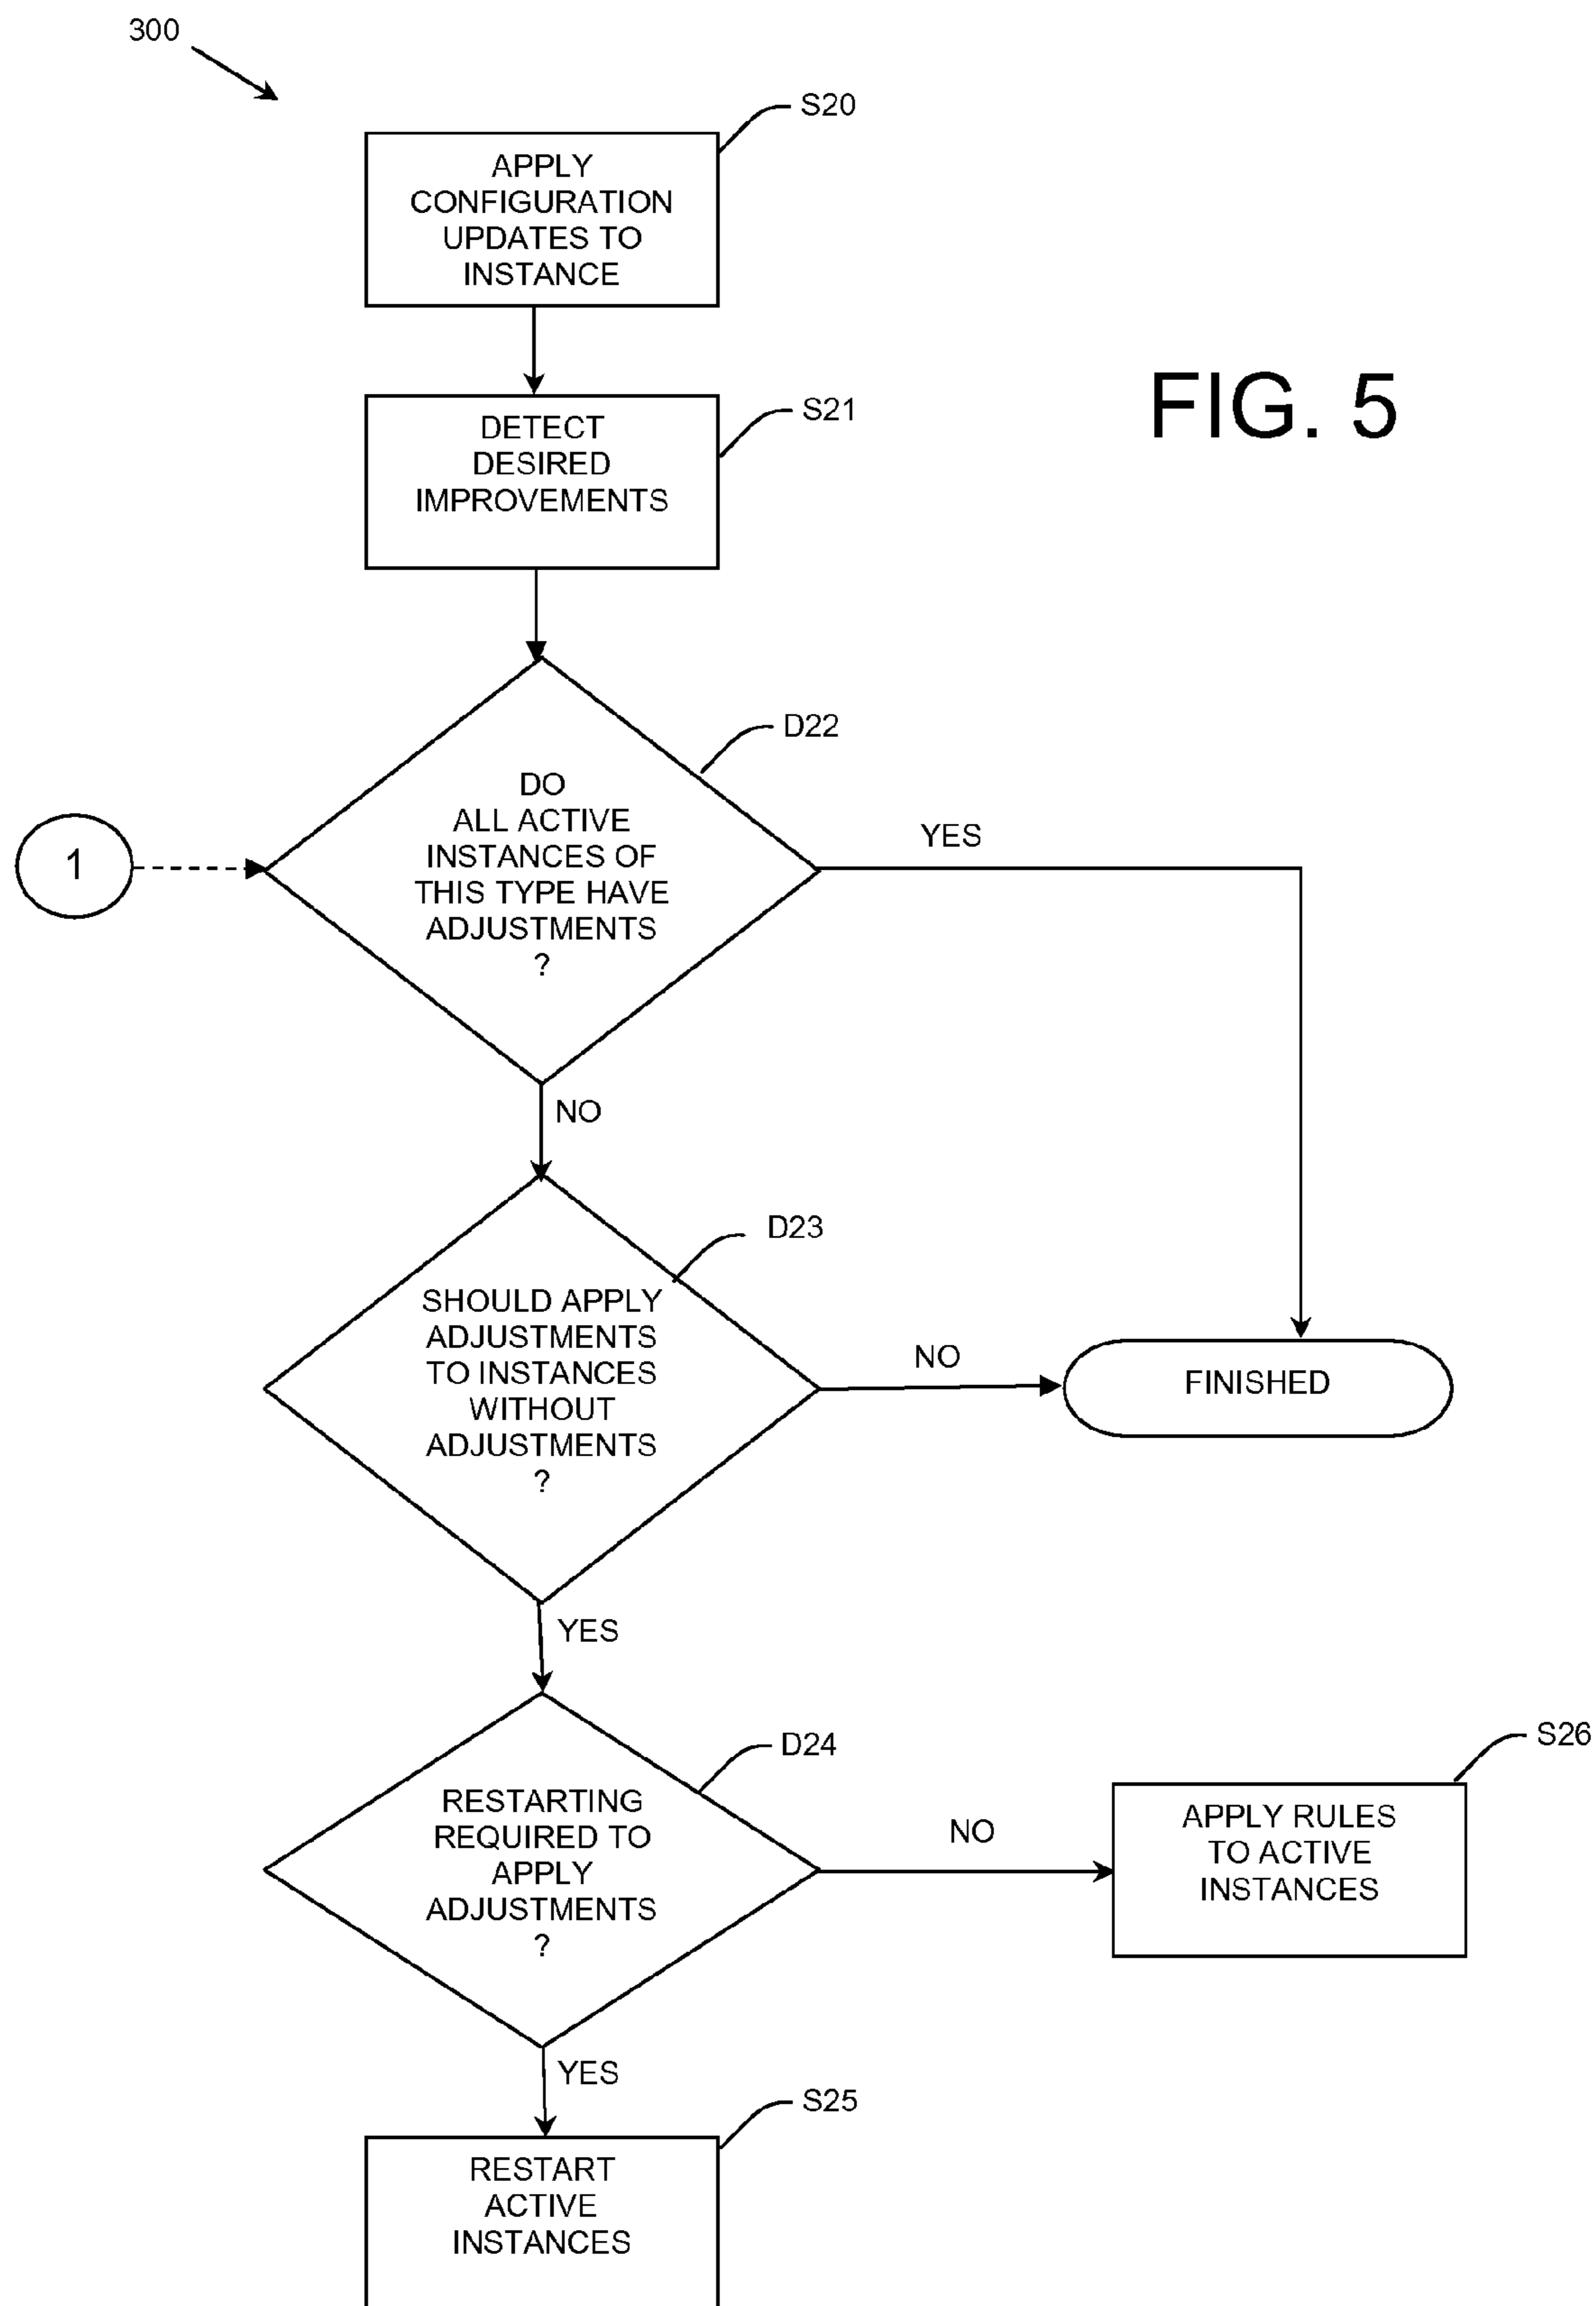 300
S20
APPLY
CONFIGURATION
UPDATES TO
INSTANCE
FIG. 5
S21
DETECT
DESIRED
IMPROVEMENTS
D22
DO
ALL ACTIVE
INSTANCES OF
THIS TYPE HAVE
ADJUSTMENTS
?
YES
1
NO
D23
SHOULD APPLY
ADJUSTMENTS
TO INSTANCES
WITHOUT
ADJUSTMENTS
?
NO
FINISHED
YES
D24
RESTARTING
REQUIRED TO
APPLY
ADJUSTMENTS
?
NO
S26
APPLY RULES
TO ACTIVE
INSTANCES
YES
S25
RESTART
ACTIVE
INSTANCES